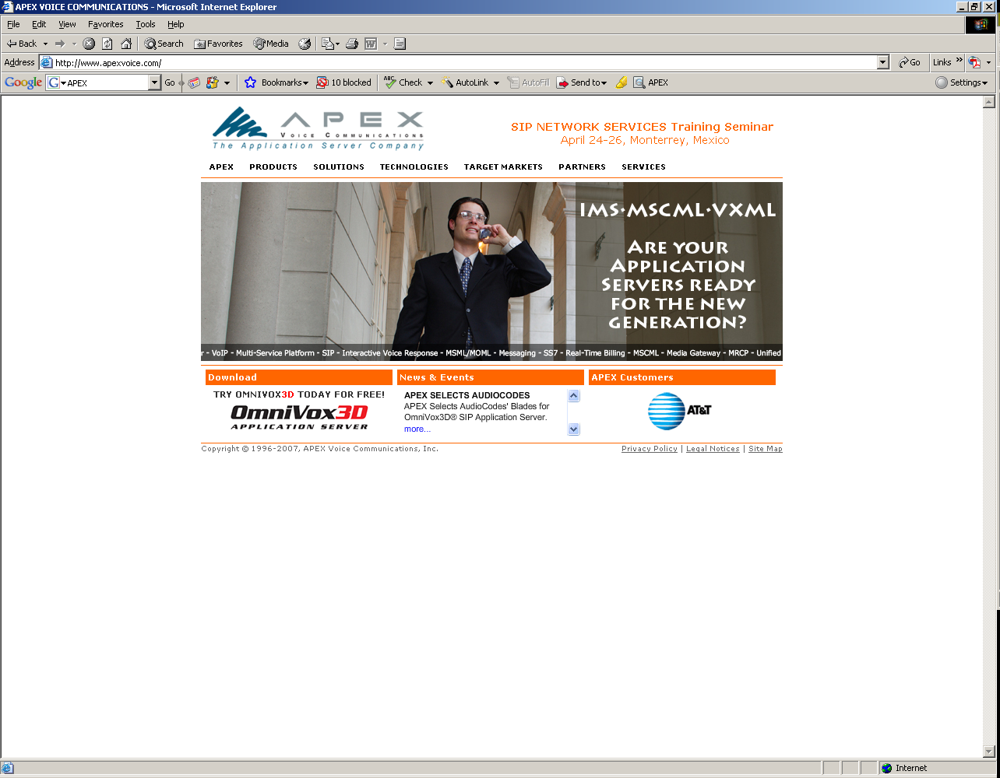 APEX VOICE COMMUNICATIONS - Microsoft Internet Explorer
File Edit View Favorites Tools Help
Back Search Favorites Media
Address http://www.apexvoice.com/ Go Links »
Google G APEX Go Bookmarks 10 blocked ABC Check AutoLink AutoFill Send to APEX Settings
APEX
VOICE COMMUNICATIONS
The Application Server Company
SIP NETWORK SERVICES Training Seminar
April 24-26, Monterrey, Mexico
APEX PRODUCTS SOLUTIONS TECHNOLOGIES TARGET MARKETS PARTNERS SERVICES
IMS·MSCML·VXML
ARE YOUR
APPLICATION
SERVERS READY
FOR THE NEW
GENERATION?
r - VoIP - Multi-Service Platform - SIP - Interactive Voice Response - MSML/MOML - Messaging - SS7 - Real-Time Billing - MSCML - Media Gateway - MRCP - Unified
Download
TRY OMNIVOX3D TODAY FOR FREE!
OmniVox3D
APPLICATION SERVER
News & Events
APEX SELECTS AUDIOCODES
APEX Selects AudioCodes' Blades for
OmniVox3D® SIP Application Server.
more...
APEX Customers
AT&T
Copyright © 1996-2007, APEX Voice Communications, Inc.
Privacy Policy | Legal Notices | Site Map
Internet